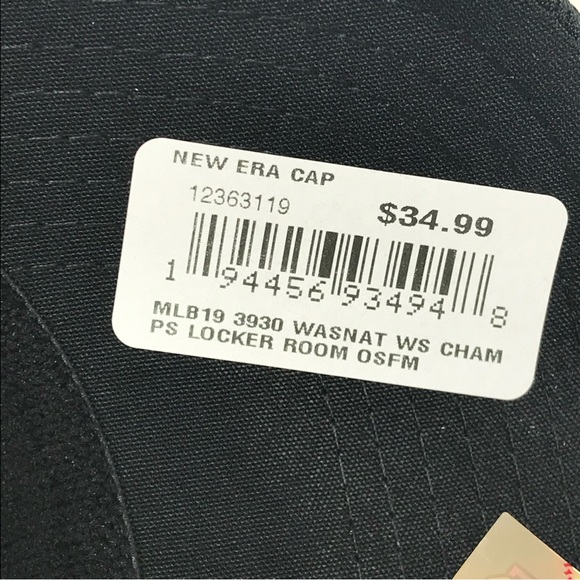 NEW ERA CAP
12363119 $34.99
1 94456 93494 8
MLB19 3930 WASNAT WS CHAM
PS LOCKER ROOM OSFM